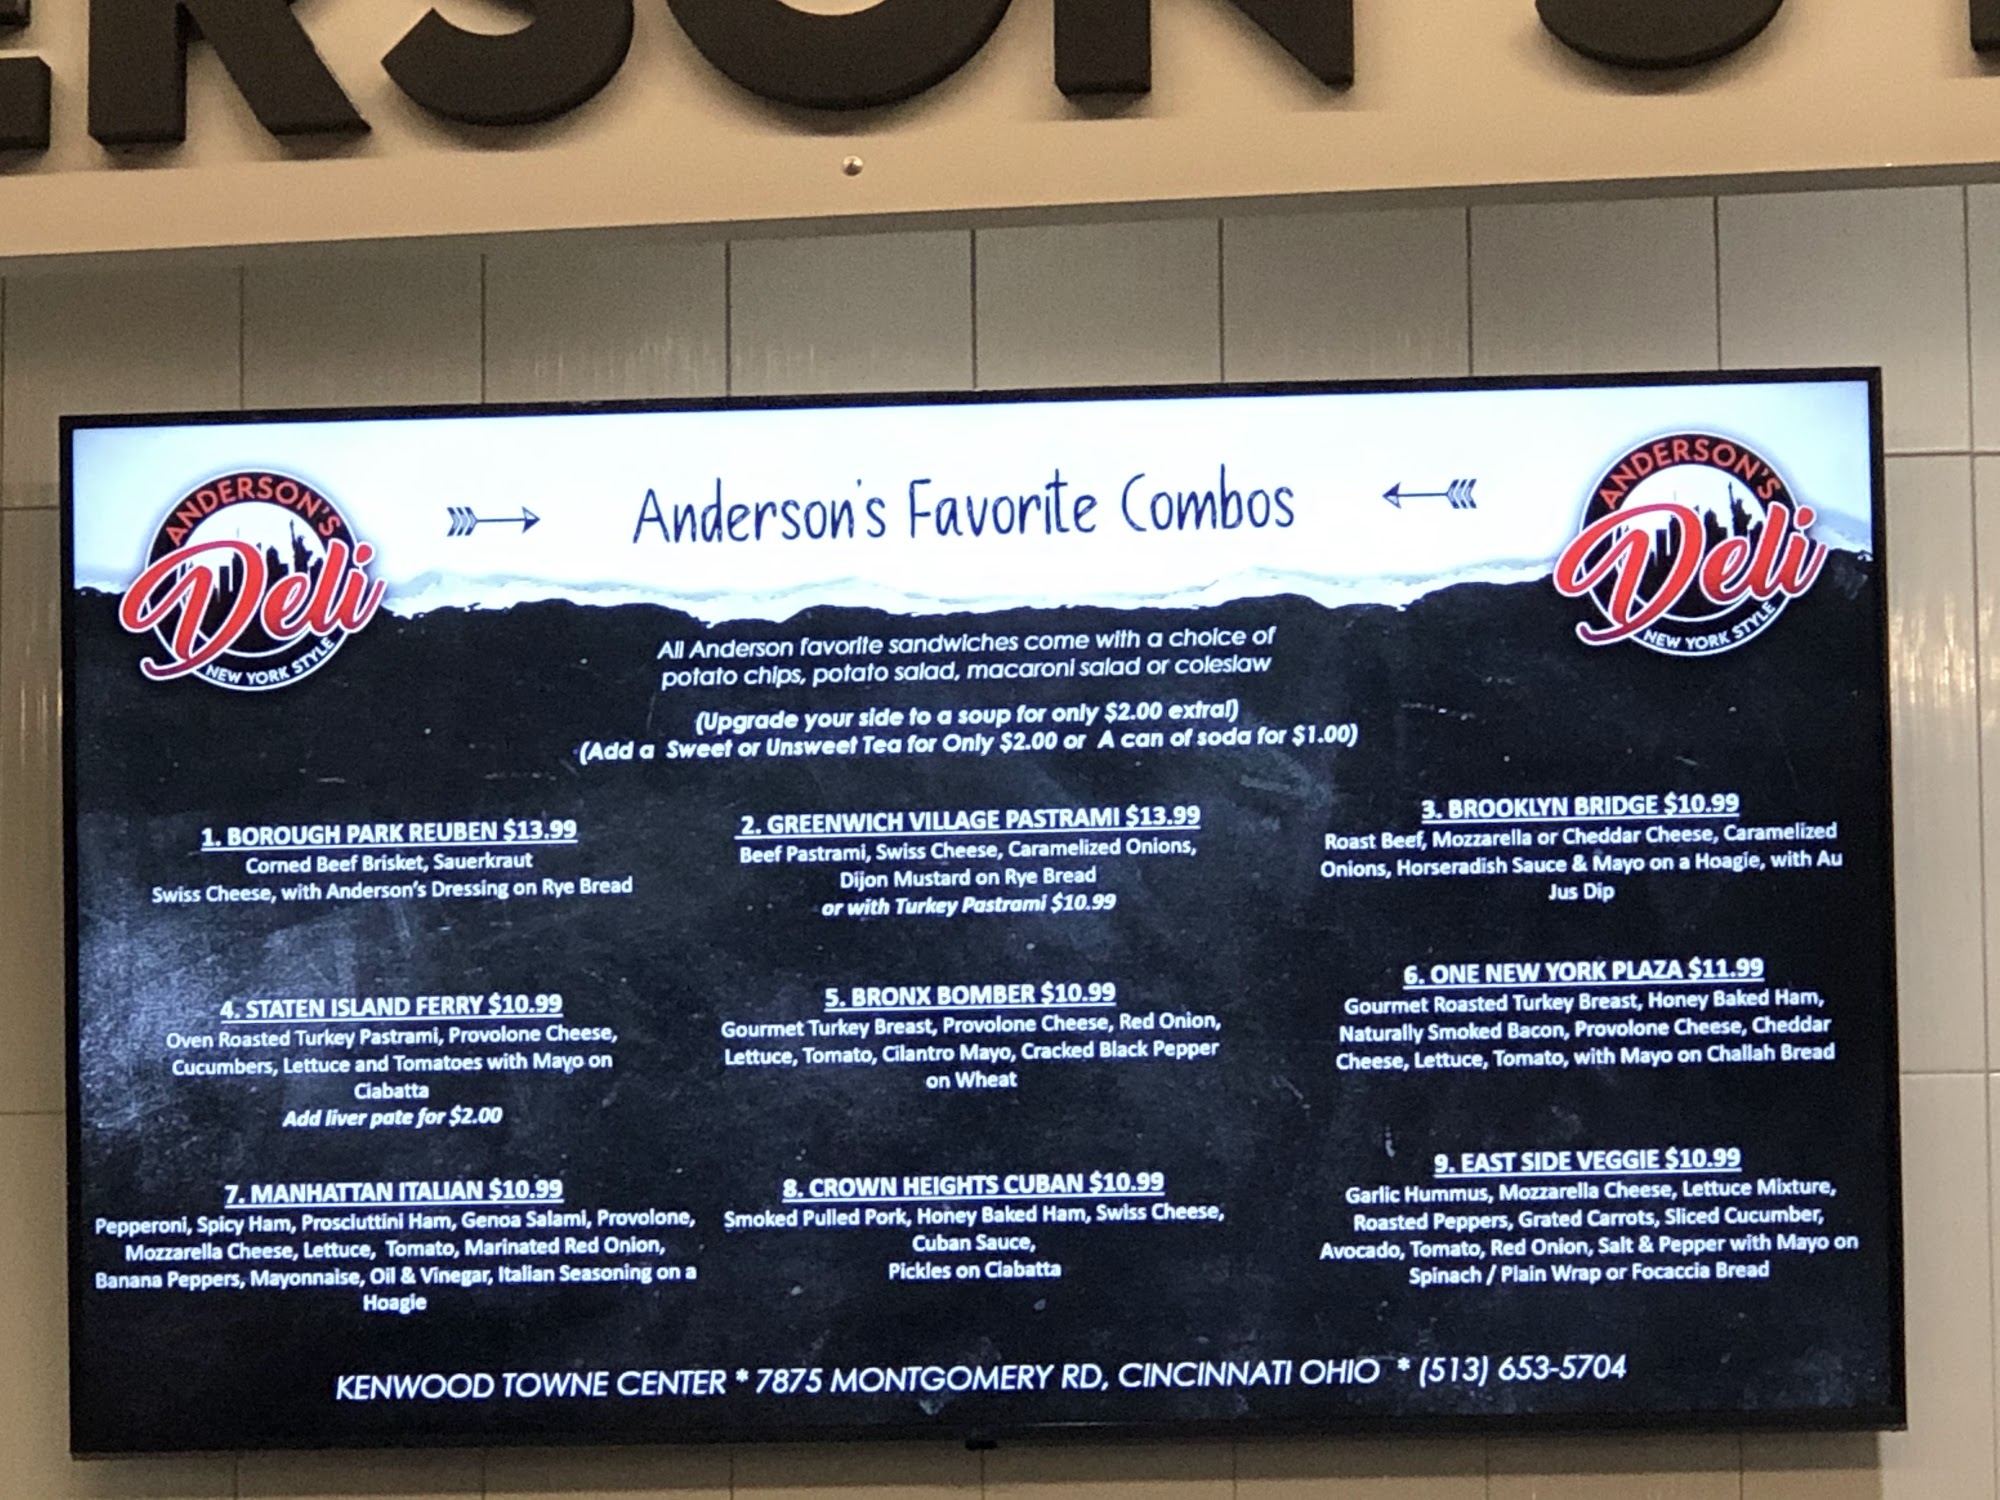 ERSON'S
ANDERSON'S
Deli
NEW YORK STYLE
Anderson's Favorite Combos
ANDERSON'S
Deli
NEW YORK STYLE
All Anderson favorite sandwiches come with a choice of
potato chips, potato salad, macaroni salad or coleslaw
(Upgrade your side to a soup for only $2.00 extra!)
(Add a Sweet or Unsweet Tea for Only $2.00 or A can of soda for $1.00)
1. BOROUGH PARK REUBEN $13.99
Corned Beef Brisket, Sauerkraut
Swiss Cheese, with Anderson's Dressing on Rye Bread
2. GREENWICH VILLAGE PASTRAMI $13.99
Beef Pastrami, Swiss Cheese, Caramelized Onions,
Dijon Mustard on Rye Bread
or with Turkey Pastrami $10.99
3. BROOKLYN BRIDGE $10.99
Roast Beef, Mozzarella or Cheddar Cheese, Caramelized
Onions, Horseradish Sauce & Mayo on a Hoagie, with Au
Jus Dip
4. STATEN ISLAND FERRY $10.99
Oven Roasted Turkey Pastrami, Provolone Cheese,
Cucumbers, Lettuce and Tomatoes with Mayo on
Ciabatta
Add liver pate for $2.00
5. BRONX BOMBER $10.99
Gourmet Turkey Breast, Provolone Cheese, Red Onion,
Lettuce, Tomato, Cilantro Mayo, Cracked Black Pepper
on Wheat
6. ONE NEW YORK PLAZA $11.99
Gourmet Roasted Turkey Breast, Honey Baked Ham,
Naturally Smoked Bacon, Provolone Cheese, Cheddar
Cheese, Lettuce, Tomato, with Mayo on Challah Bread
7. MANHATTAN ITALIAN $10.99
Pepperoni, Spicy Ham, Prosciuttini Ham, Genoa Salami, Provolone,
Mozzarella Cheese, Lettuce, Tomato, Marinated Red Onion,
Banana Peppers, Mayonnaise, Oil & Vinegar, Italian Seasoning on a
Hoagie
8. CROWN HEIGHTS CUBAN $10.99
Smoked Pulled Pork, Honey Baked Ham, Swiss Cheese,
Cuban Sauce,
Pickles on Ciabatta
9. EAST SIDE VEGGIE $10.99
Garlic Hummus, Mozzarella Cheese, Lettuce Mixture,
Roasted Peppers, Grated Carrots, Sliced Cucumber,
Avocado, Tomato, Red Onion, Salt & Pepper with Mayo on
Spinach / Plain Wrap or Focaccia Bread
KENWOOD TOWNE CENTER * 7875 MONTGOMERY RD, CINCINNATI OHIO * (513) 653-5704